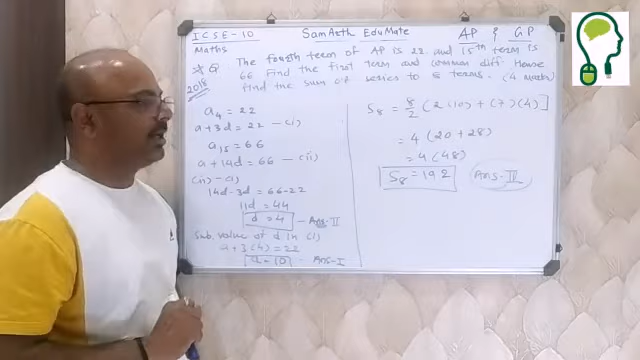 ICSE-10 SamArth EduMate AP & GP
Maths
Q. The fourth term of AP is 22 and 15th term is
2018 66 Find the first term and common diff. Hence
find the sum of series to 8 terms. (4 marks)
a4 = 22
a+3d = 22 — (i)
a15 = 66
a + 14d = 66 — (ii)
(ii) - (i)
14d - 3d = 66 - 22
11d = 44
d = 4 — Ans-II
Sub. value of d in (i)
a + 3(4) = 22
a = 10 — Ans-I
S8 = 8/2 (2(10) + (7)(4)]
= 4 (20 + 28)
= 4 (48)
S8 = 192 Ans-III